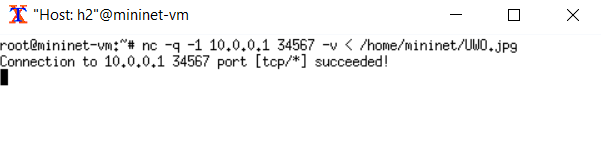 "Host: h2"@mininet-vm
root@mininet-vm:~# nc -q -1 10.0.0.1 34567 -v < /home/mininet/UWO.jpg
Connection to 10.0.0.1 34567 port [tcp/*] succeeded!